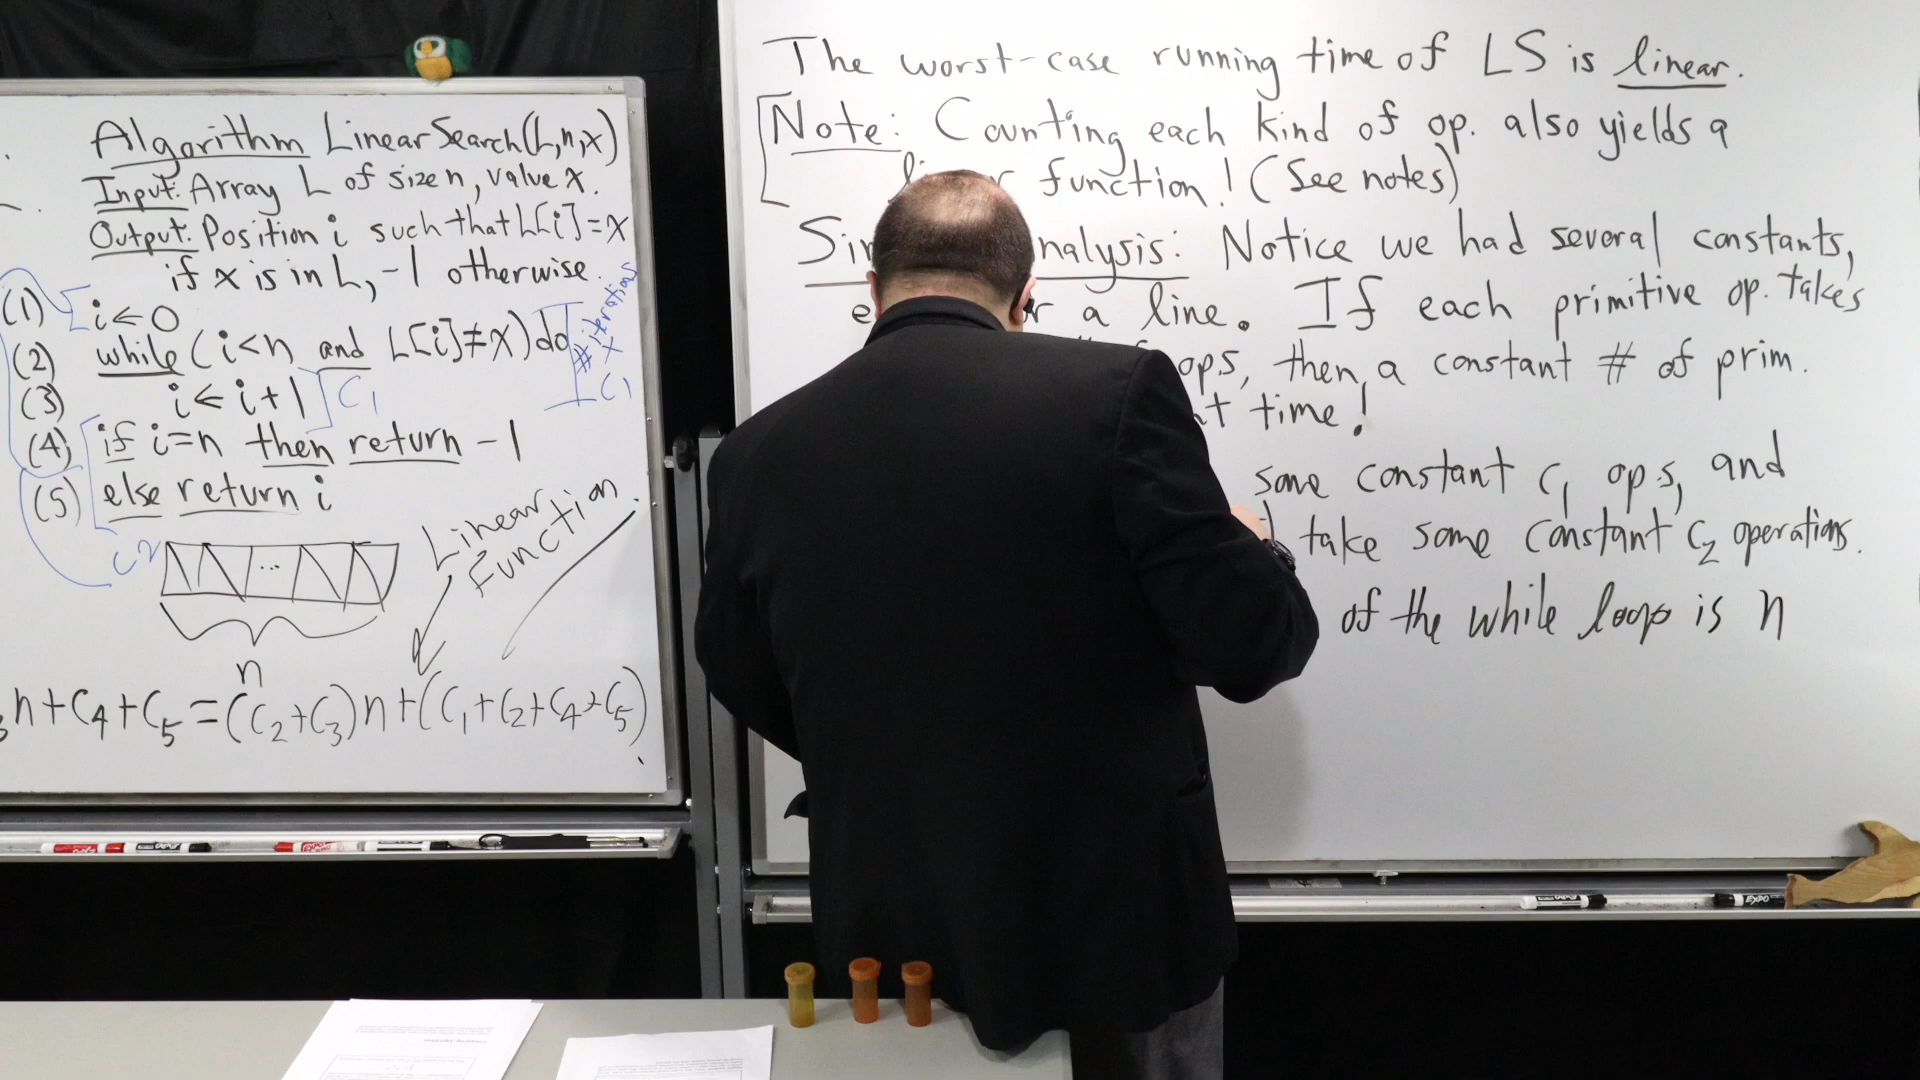 Algorithm LinearSearch(L,n,x)
Input: Array L of size n, value x.
Output: Position i such that L[i]=x
if x is in L, -1 otherwise.
(1) i←0
(2) while (i<n and L[i]≠x) do
(3) i←i+1
(4) if i=n then return -1
(5) else return i
C1
# iterations
×
C1
C2
...
n
Linear
Function.
n+C4+C5=(C2+C3)n+(C1+C2+C4+C5)
The worst-case running time of LS is linear.
Note: Counting each kind of op. also yields a
function! (See notes)
Notice we had several constants,
a line. If each primitive op. takes
ops, then, a constant # of prim.
time!
some constant c1 ops, and
take some constant c2 operations.
of the while loop is n
EXPO